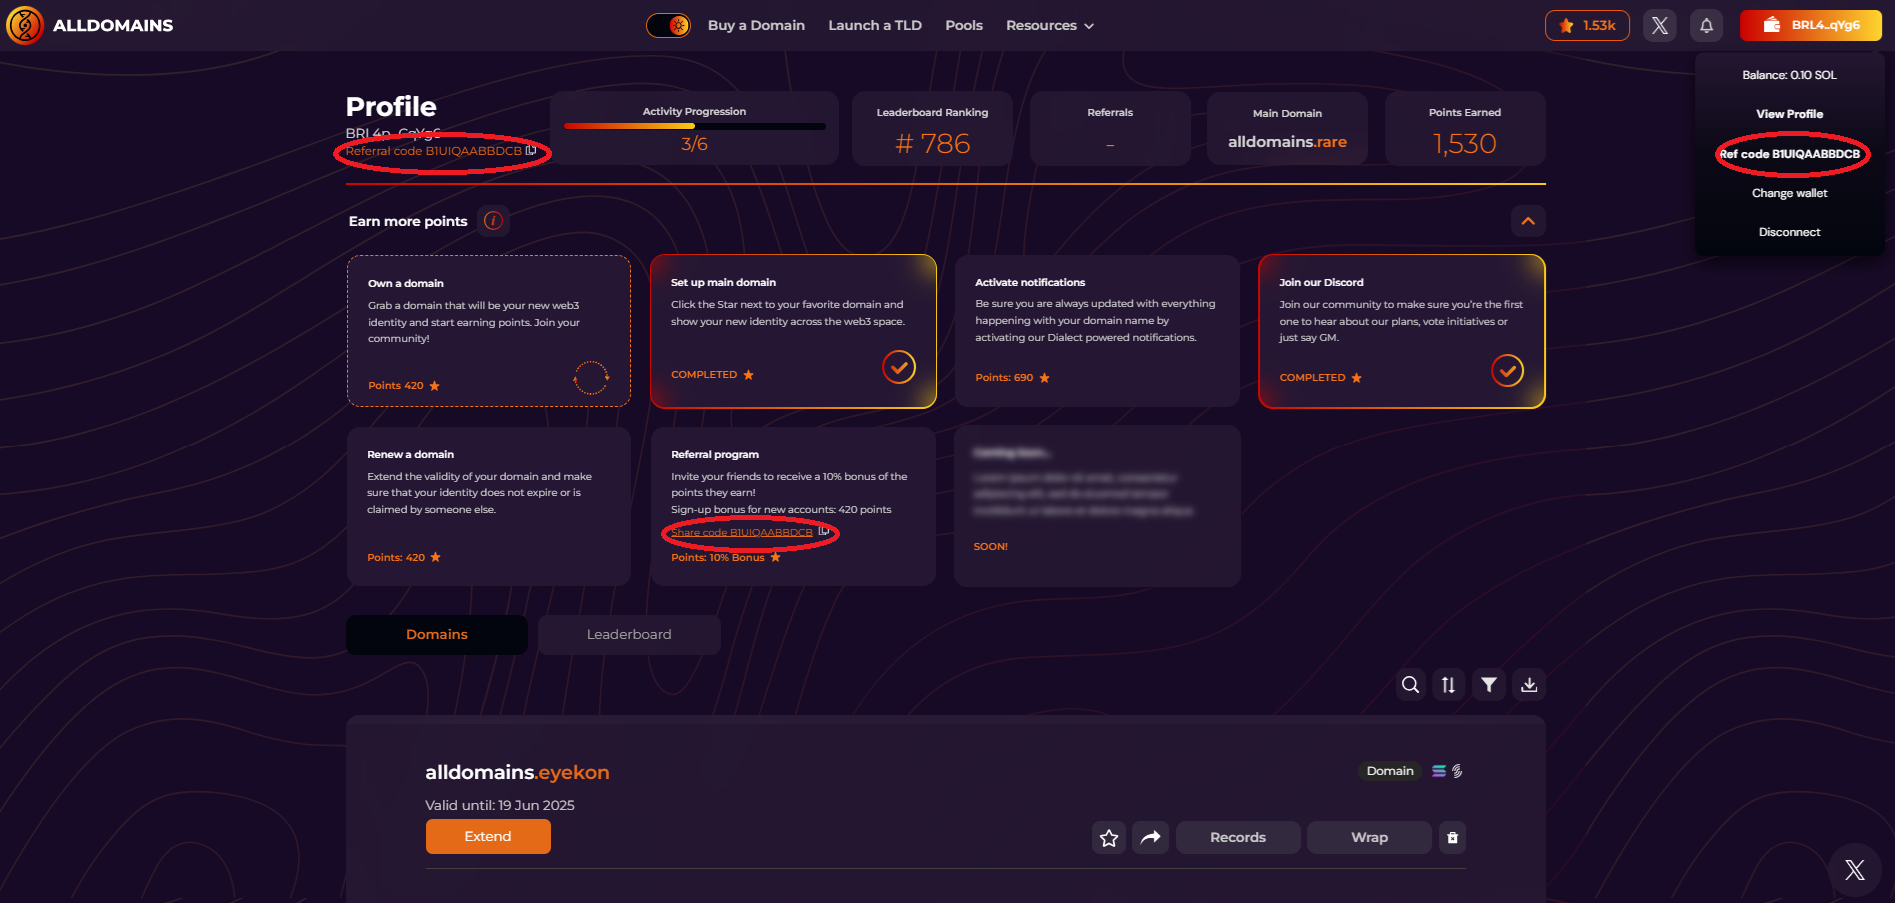 ALLDOMAINS
Buy a Domain
Launch a TLD
Pools
Resources
1.53k
BRL4..qYg6
Balance: 0.10 SOL
View Profile
Ref code B1UIQAABBDCB
Change wallet
Disconnect
Profile
Referral code B1UIQAABBDCB
Activity Progression
3/6
Leaderboard Ranking
# 786
Referrals
–
Main Domain
alldomains.rare
Points Earned
1,530
Earn more points
i
Own a domain
Grab a domain that will be your new web3
identity and start earning points. Join your
community!
Points 420
Set up main domain
Click the Star next to your favorite domain and
show your new identity across the web3 space.
COMPLETED
Activate notifications
Be sure you are always updated with everything
happening with your domain name by
activating our Dialect powered notifications.
Points: 690
Join our Discord
Join our community to make sure you're the first
one to hear about our plans, vote initiatives or
just say GM.
COMPLETED
Renew a domain
Extend the validity of your domain and make
sure that your identity does not expire or is
claimed by someone else.
Points: 420
Referral program
Invite your friends to receive a 10% bonus of the
points they earn!
Sign-up bonus for new accounts: 420 points
Share code B1UIQAABBDCB
Points: 10% Bonus
SOON!
Domains
Leaderboard
alldomains.eyekon
Domain
Valid until: 19 Jun 2025
Extend
Records
Wrap